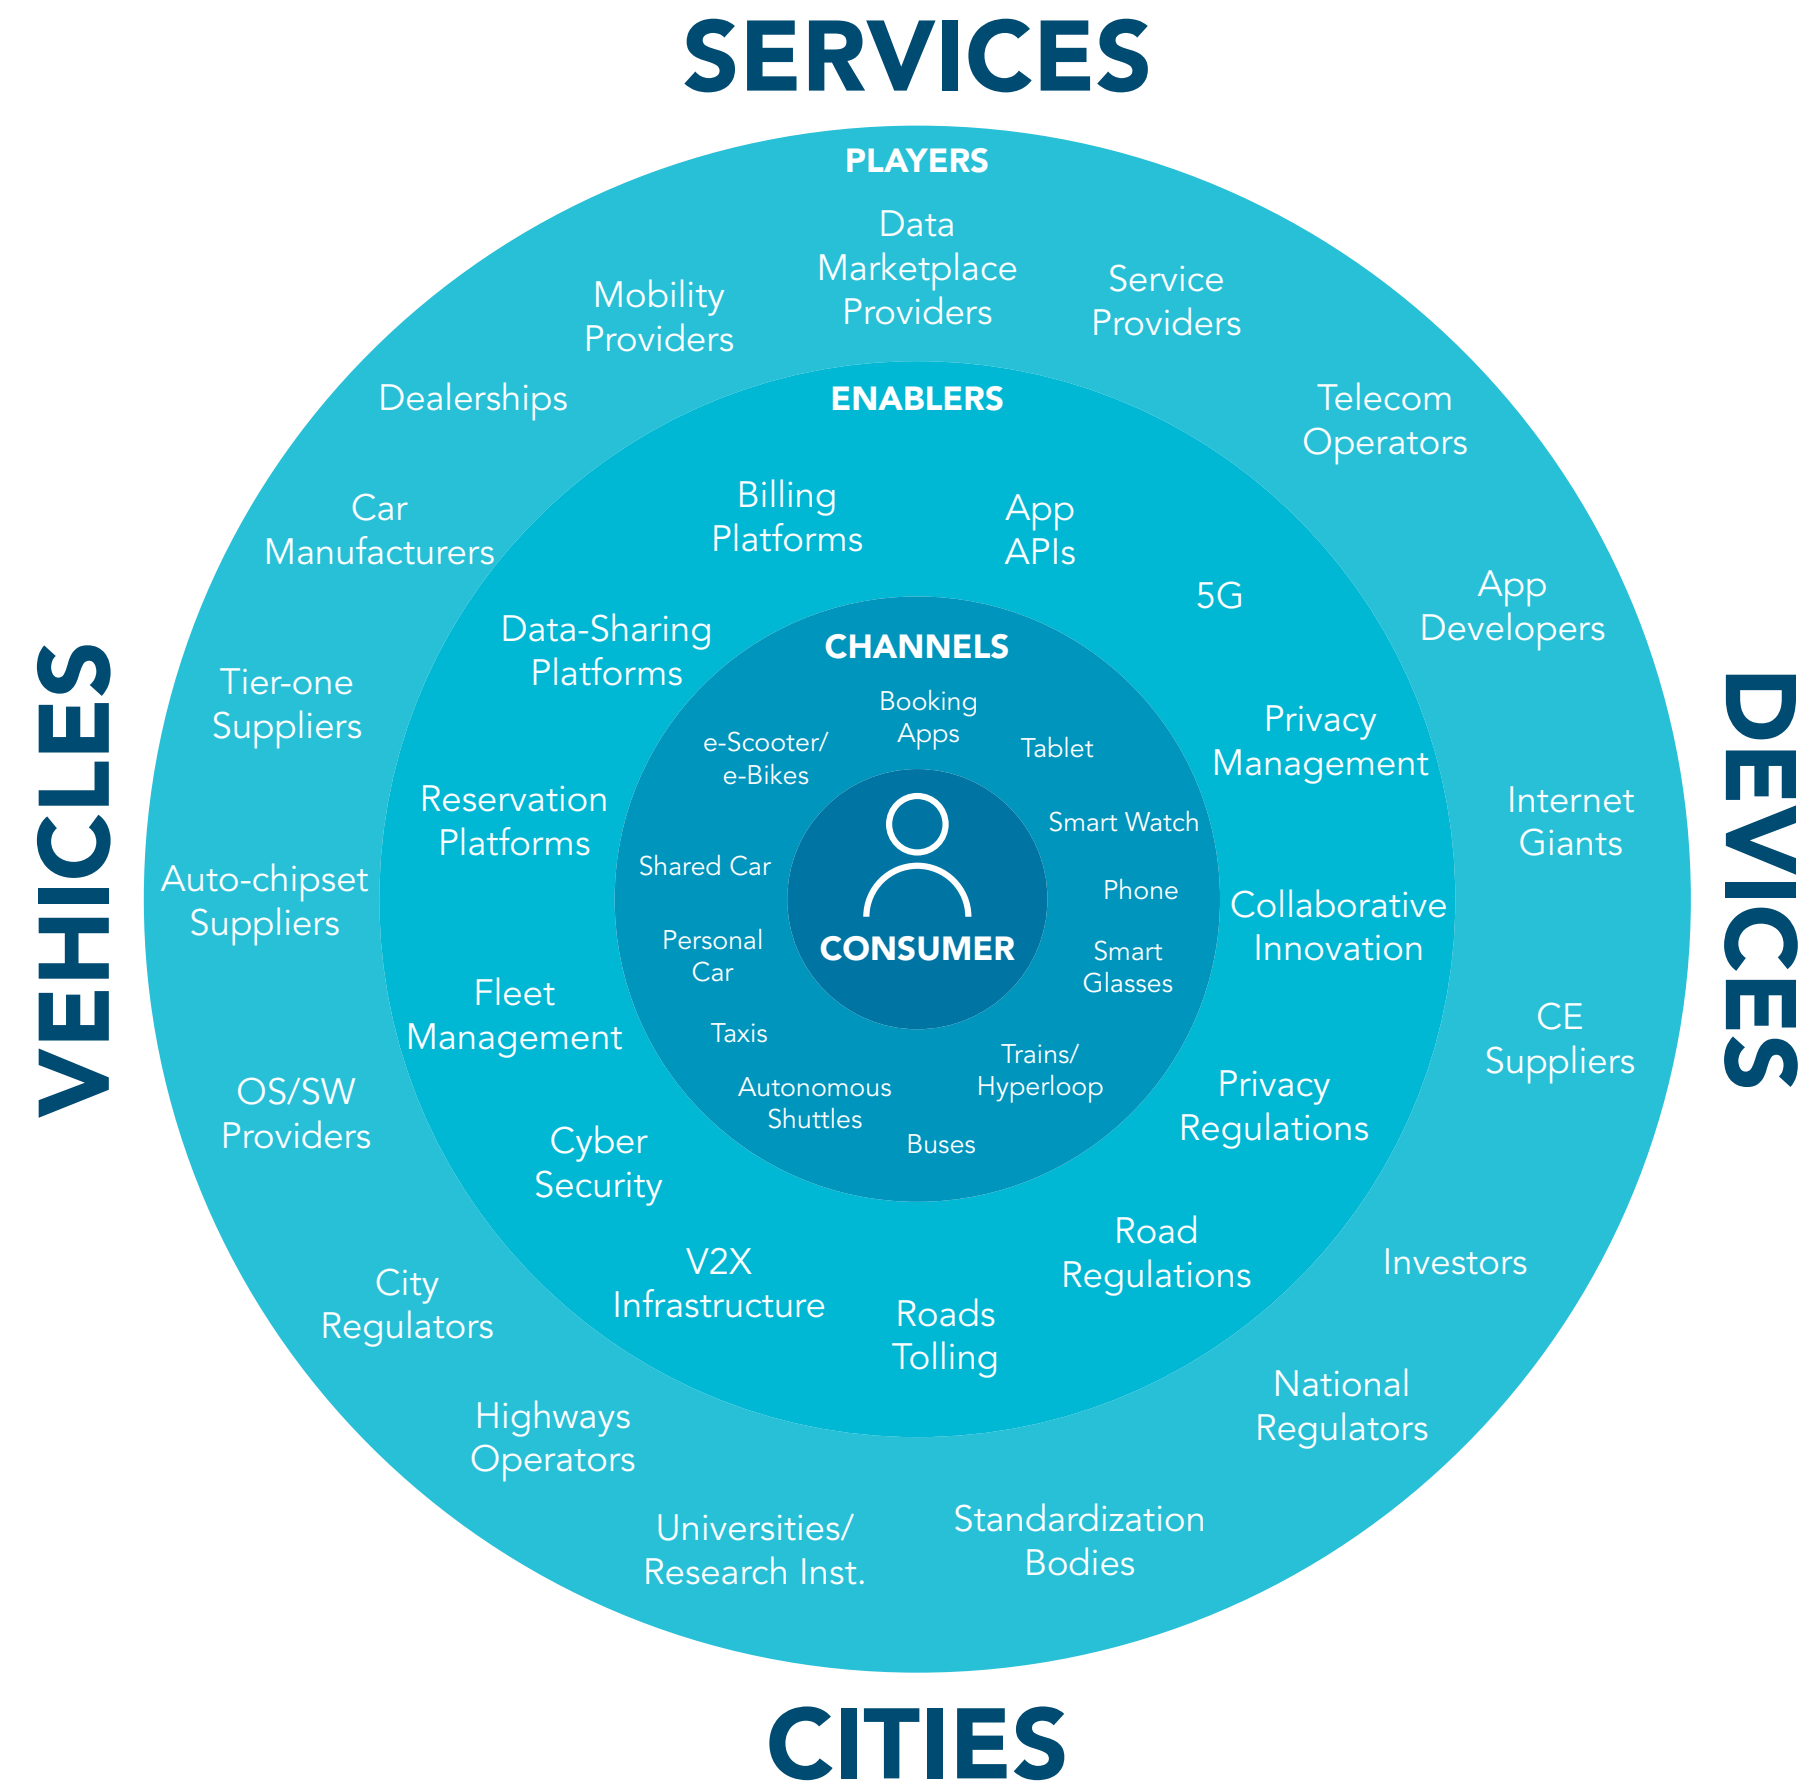 SERVICES
PLAYERS
Data
Marketplace
Providers
Service
Providers
Telecom
Operators
App
Developers
Internet
Giants
CE
Suppliers
Investors
National
Regulators
Standardization
Bodies
Universities/
Research Inst.
Highways
Operators
City
Regulators
OS/SW
Providers
Auto-chipset
Suppliers
Tier-one
Suppliers
Car
Manufacturers
Dealerships
Mobility
Providers
ENABLERS
App
APIs
5G
Privacy
Management
Collaborative
Innovation
Privacy
Regulations
Road
Regulations
Roads
Tolling
V2X
Infrastructure
Cyber
Security
Fleet
Management
Reservation
Platforms
Data-Sharing
Platforms
Billing
Platforms
CHANNELS
Booking
Apps
Tablet
Smart Watch
Phone
Smart
Glasses
Trains/
Hyperloop
Buses
Autonomous
Shuttles
Taxis
Personal
Car
Shared Car
e-Scooter/
e-Bikes
CONSUMER
VEHICLES
DEVICES
CITIES